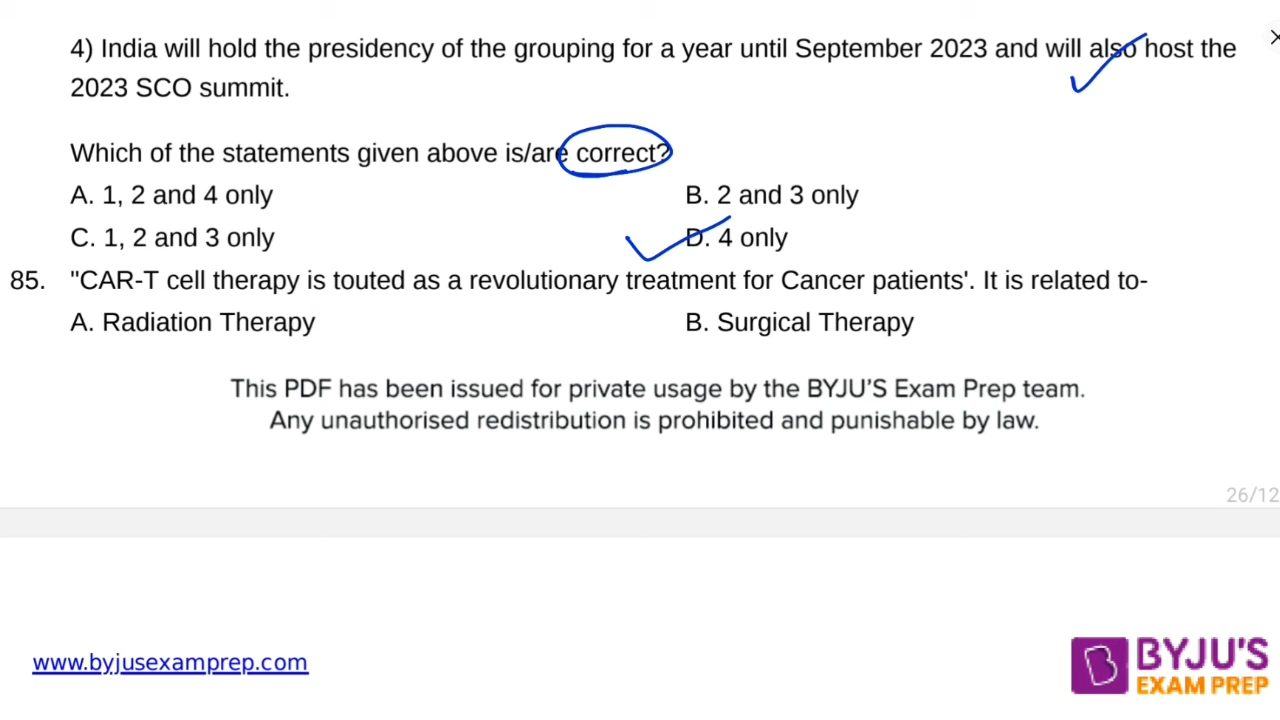 4) India will hold the presidency of the grouping for a year until September 2023 and will also host the
2023 SCO summit.
Which of the statements given above is/are correct?
A. 1, 2 and 4 only B. 2 and 3 only
C. 1, 2 and 3 only D. 4 only
85. "CAR-T cell therapy is touted as a revolutionary treatment for Cancer patients'. It is related to-
A. Radiation Therapy B. Surgical Therapy
This PDF has been issued for private usage by the BYJU'S Exam Prep team.
Any unauthorised redistribution is prohibited and punishable by law.
26/12
www.byjusexamprep.com
BYJU'S
EXAM PREP